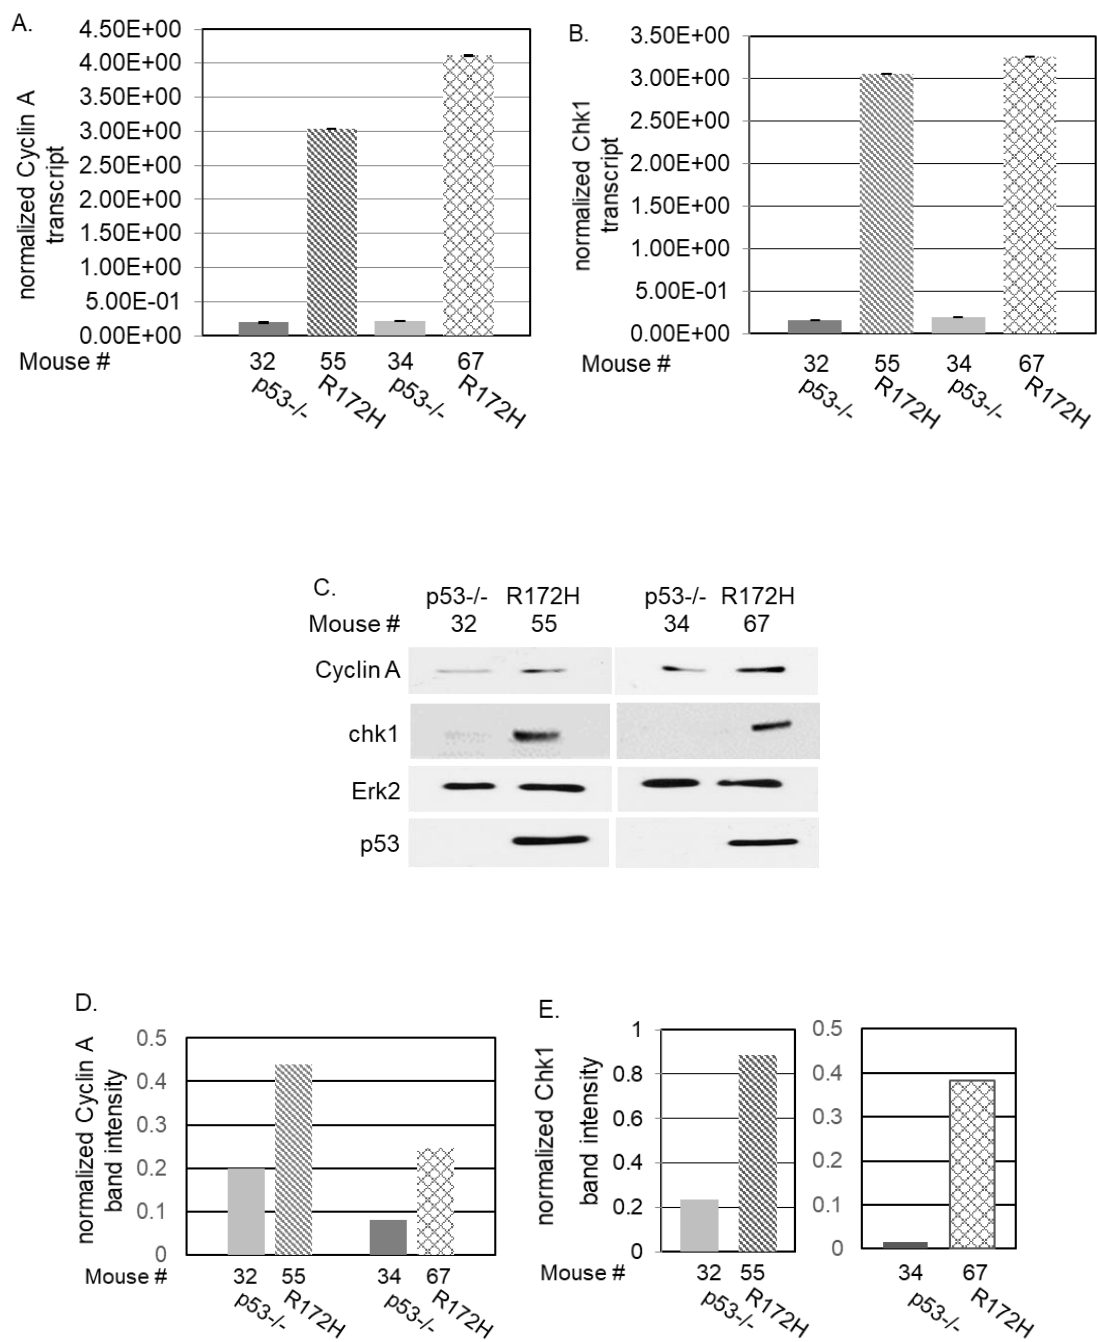 A.
normalized Cyclin A
transcript
4.50E+00
4.00E+00
3.50E+00
3.00E+00
2.50E+00
2.00E+00
1.50E+00
1.00E+00
5.00E-01
0.00E+00
Mouse # 32 55 34 67
p53-/- R172H p53-/- R172H
B.
normalized Chk1
transcript
3.50E+00
3.00E+00
2.50E+00
2.00E+00
1.50E+00
1.00E+00
5.00E-01
0.00E+00
Mouse # 32 55 34 67
p53-/- R172H p53-/- R172H
C.
p53-/- R172H p53-/- R172H
Mouse # 32 55 34 67
Cyclin A
chk1
Erk2
p53
D.
normalized Cyclin A
band intensity
0.5
0.4
0.3
0.2
0.1
0
Mouse # 32 55 34 67
p53-/- R172H p53-/- R172H
E.
normalized Chk1
band intensity
1
0.8
0.6
0.4
0.2
0
0.5
0.4
0.3
0.2
0.1
0
Mouse # 32 55 34 67
p53-/- R172H p53-/- R172H